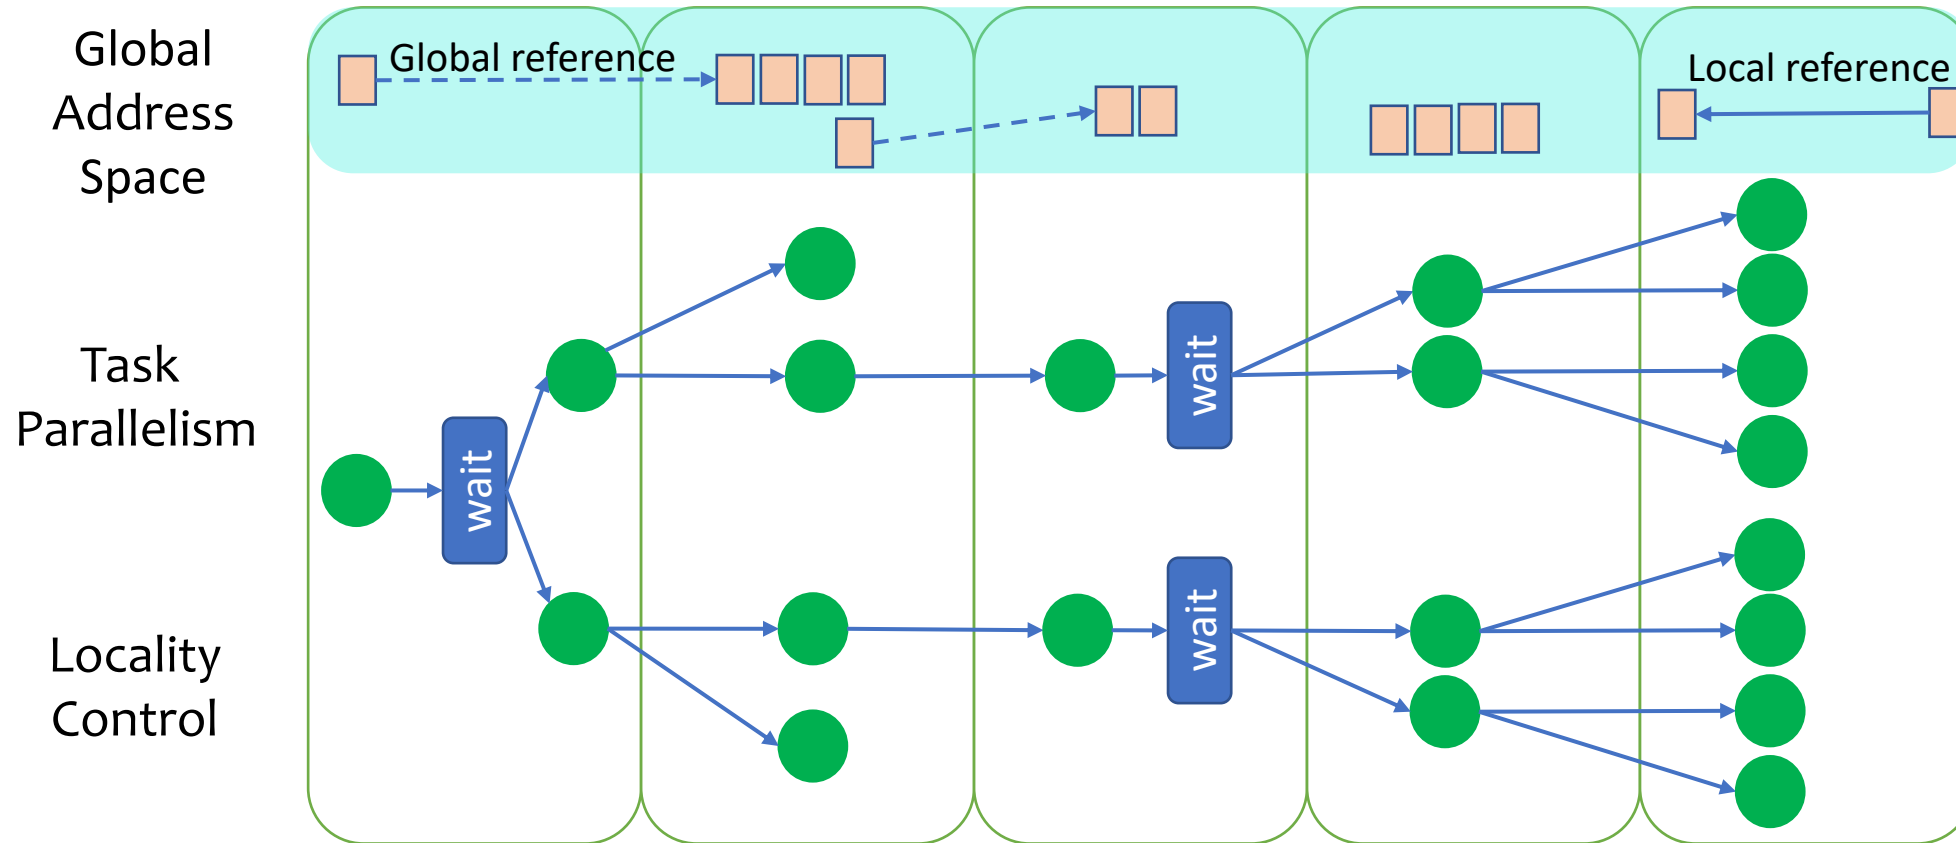 Global
Address
Space
Global reference
Local reference
Task
Parallelism
wait
wait
Locality
Control
wait